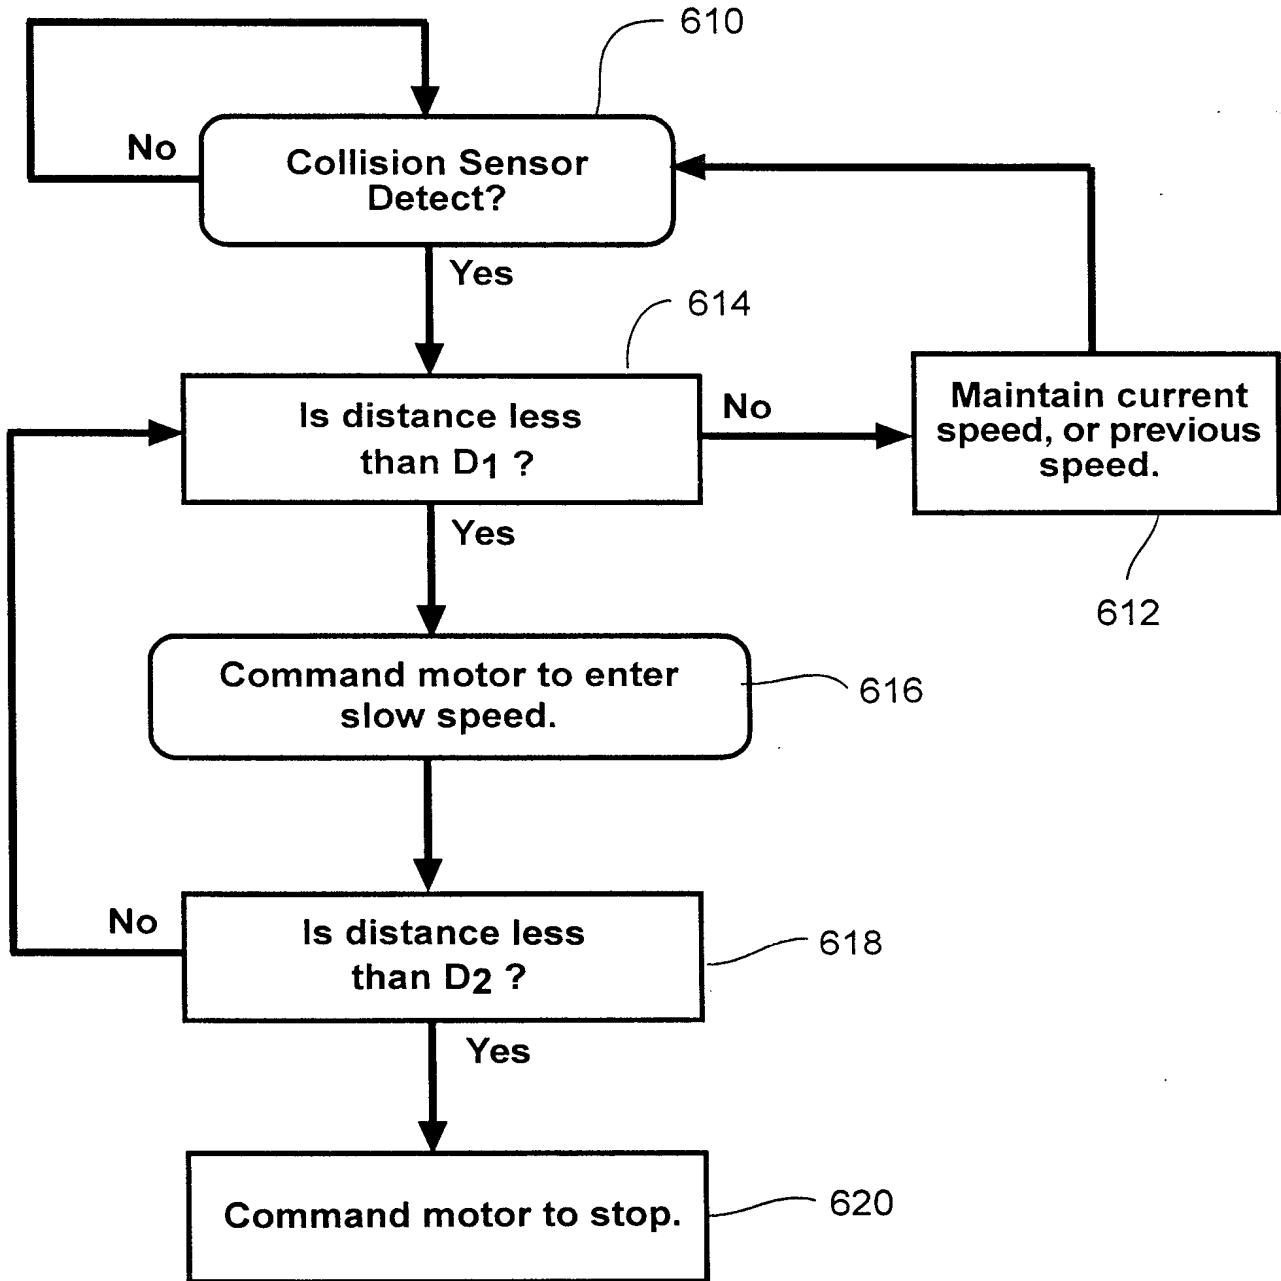 610
No
Collision Sensor
Detect?
Yes
614
Is distance less
than D1 ?
No
Maintain current
speed, or previous
speed.
612
Yes
Command motor to enter
slow speed.
616
No
Is distance less
than D2 ?
618
Yes
Command motor to stop.
620